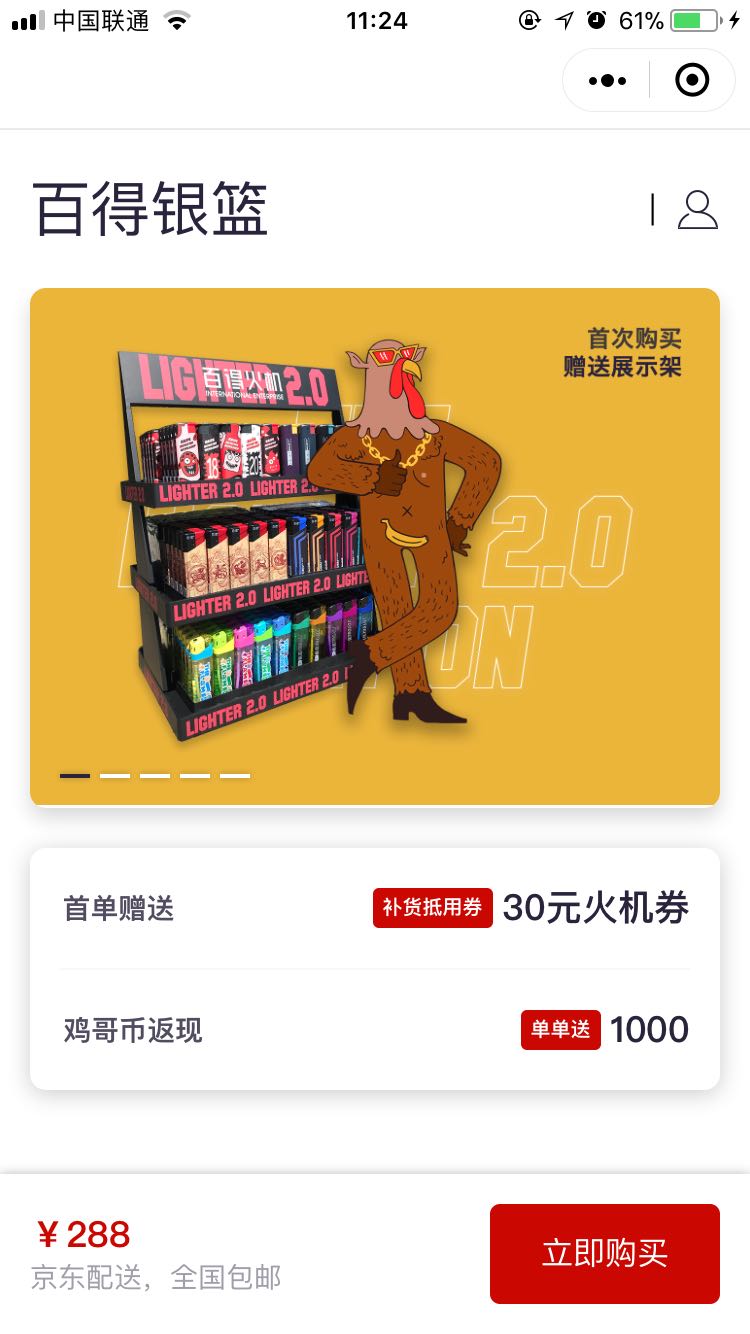 中国联通
11:24
61%
百得银篮
首次购买
赠送展示架
LIGHTER 2.0
百得火机
INTERNATIONAL ENTERPRISE
LIGHTER 2.0 LIGHTER 2.0
LIGHTER 2.0 LIGHTER 2.0 LIGHTE
LIGHTER 2.0 LIGHTER 2.0
2.0
ON
首单赠送
补货抵用券 30元火机券
鸡哥币返现
单单送 1000
¥ 288
京东配送，全国包邮
立即购买